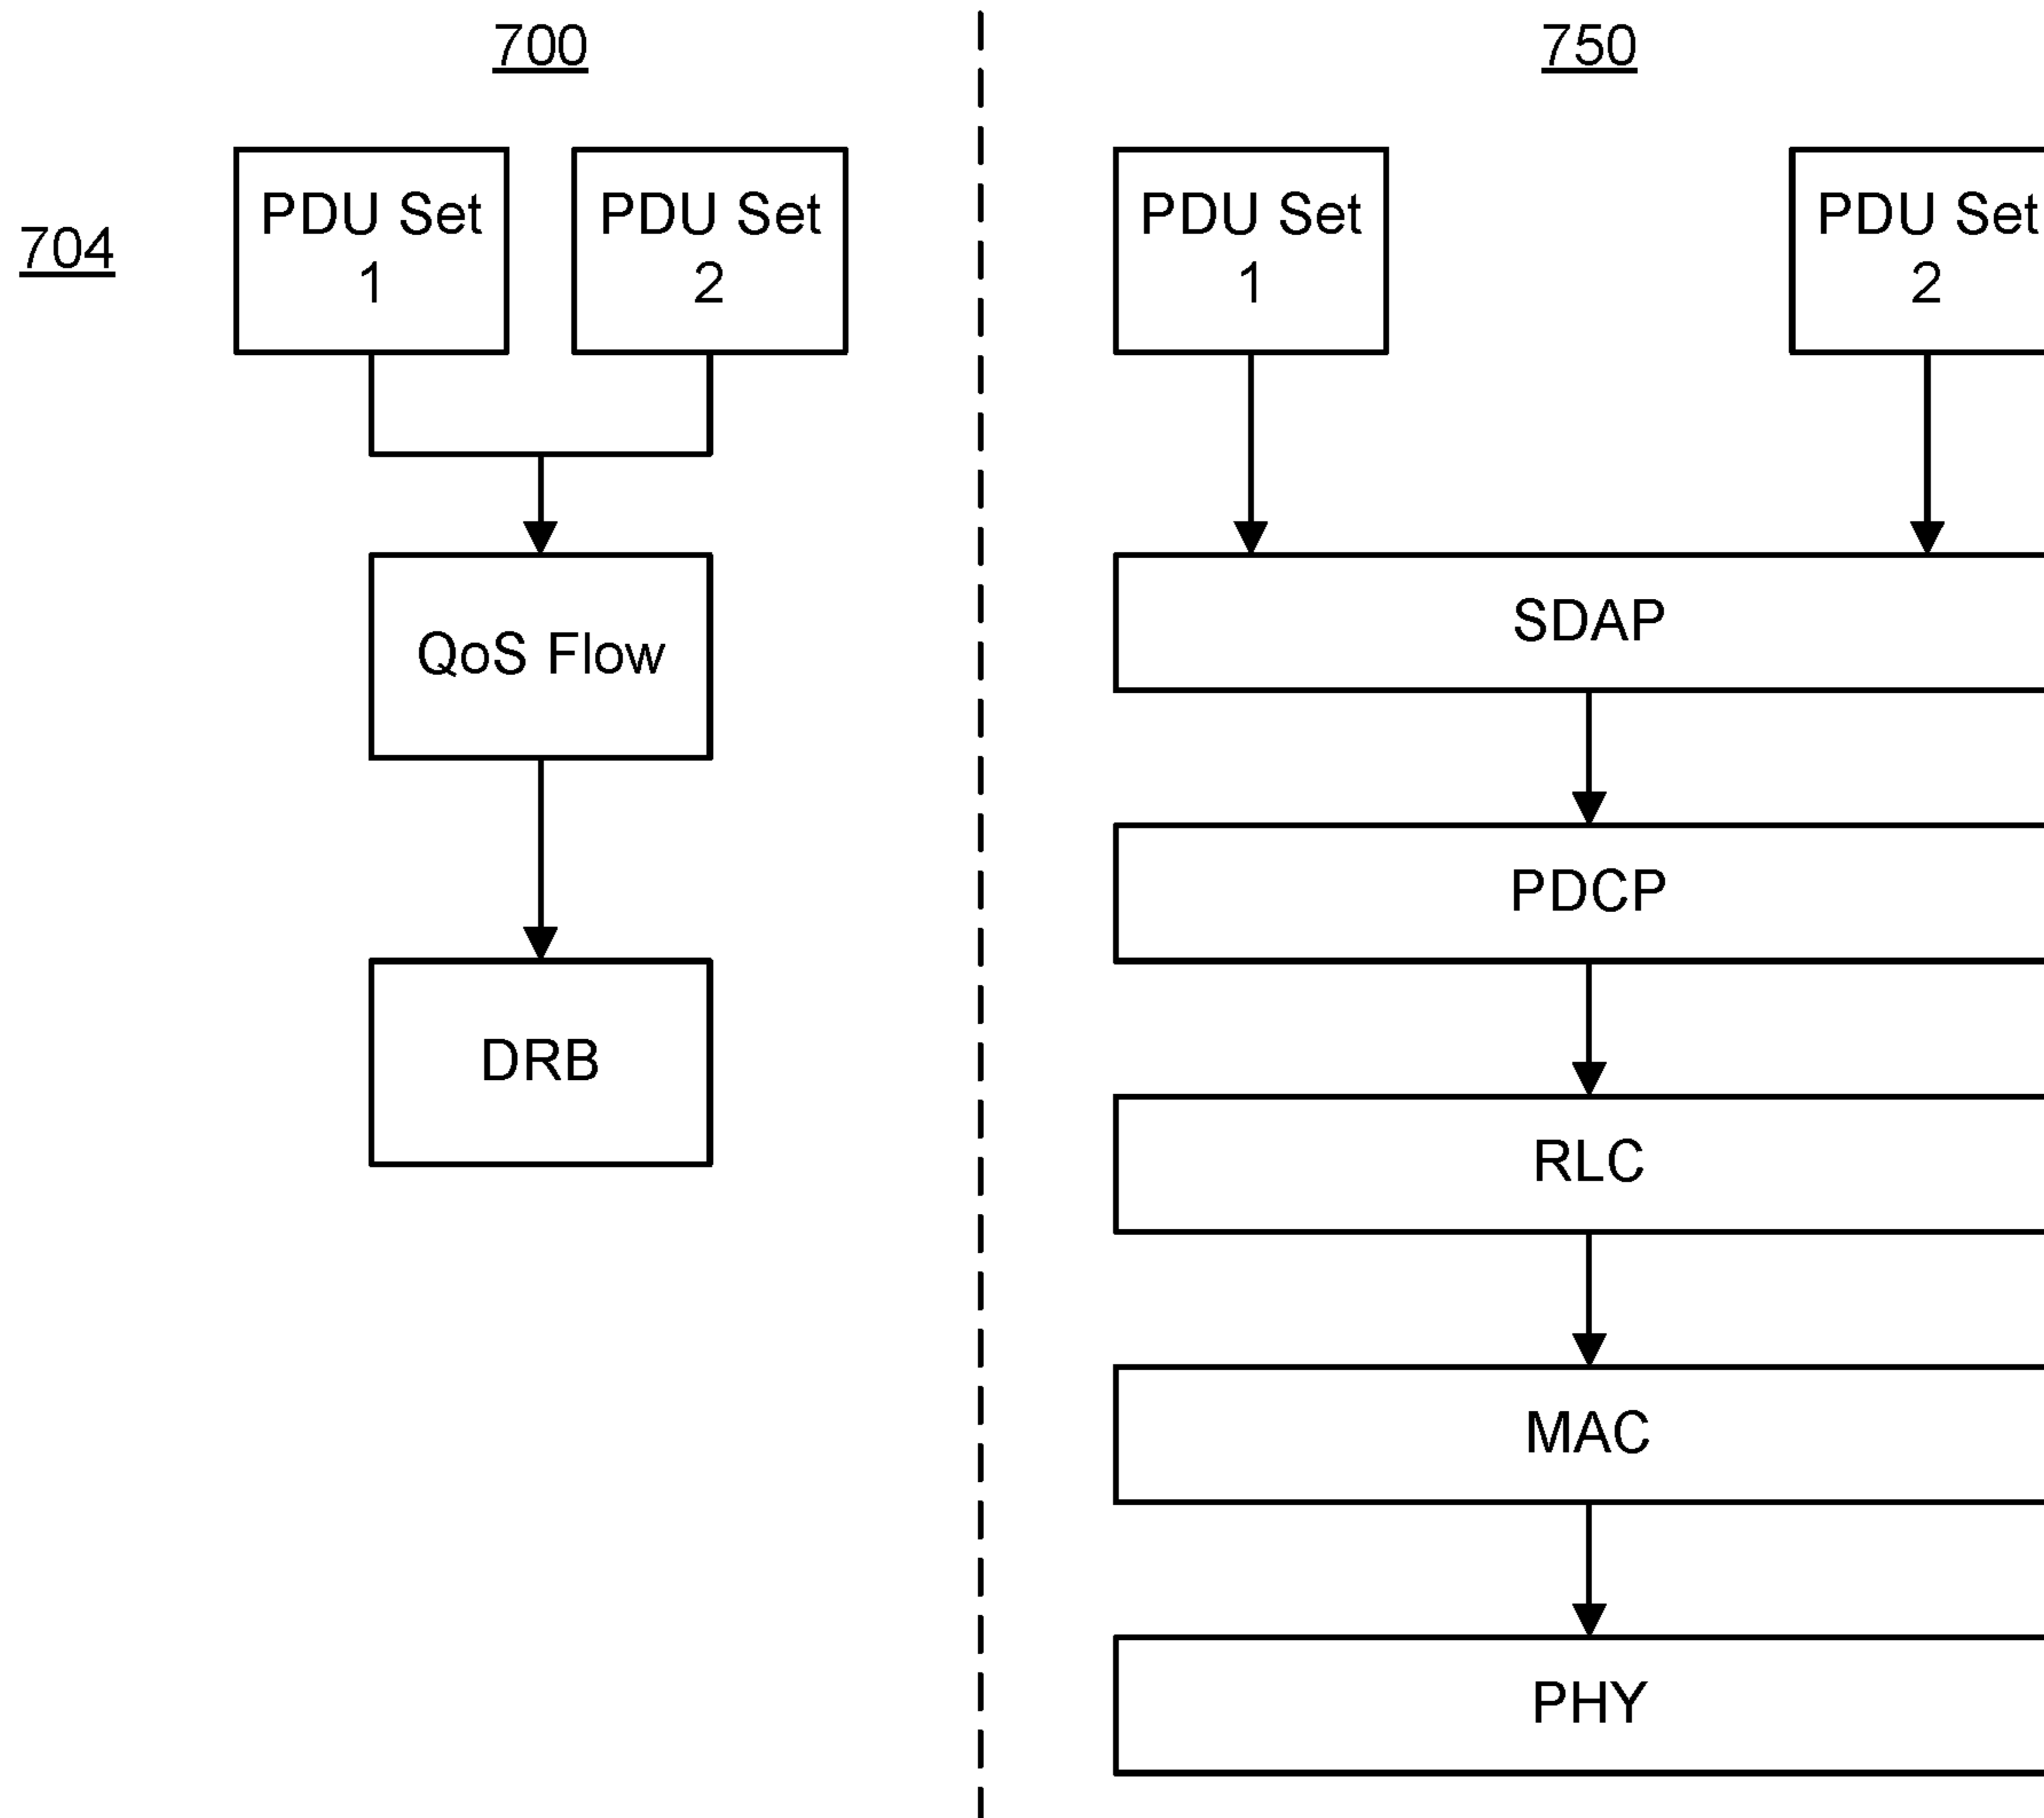 700
704
PDU Set
1
PDU Set
2
QoS Flow
DRB
750
PDU Set
1
PDU Set
2
SDAP
PDCP
RLC
MAC
PHY